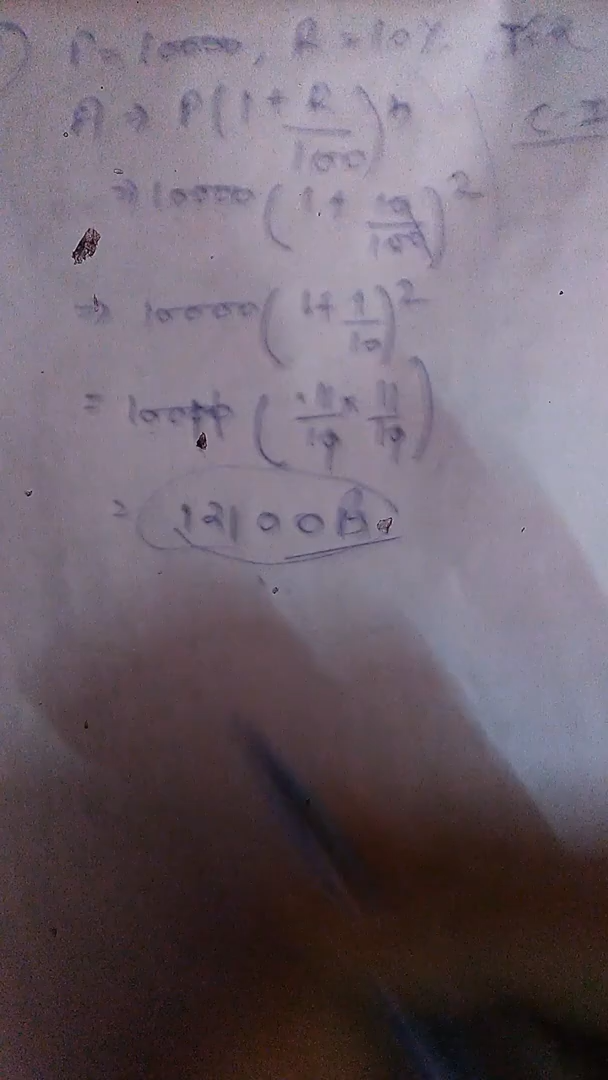 P = 10000, R = 10%
A ⇒ P(1 + R/100)^n C.I
⇒ 10000 (1 + 10/100)^2
⇒ 10000 (1 + 1/10)^2
= 10000 (11/10 × 11/10)
= 12100 Rs